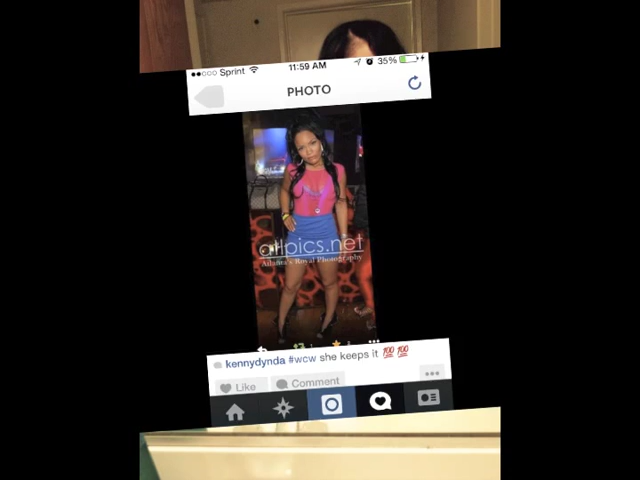 Sprint 11:59 AM 35%
PHOTO
atlpics.net
Atlanta's Royal Photography
kennydynda #wcw she keeps it 💯💯
Like Comment